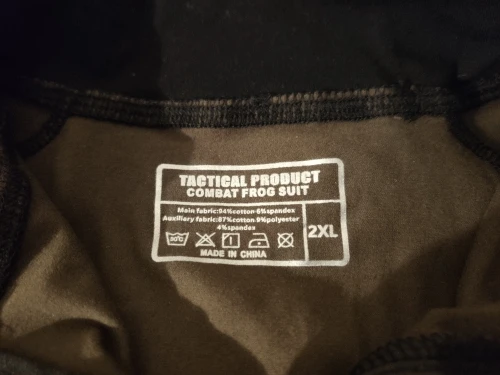 TACTICAL PRODUCT
COMBAT FROG SUIT
Main fabric:94%cotton 6%spandex
Auxiliary fabric:87%cotton 9%polyester
4%spandex
30°C
MADE IN CHINA
2XL